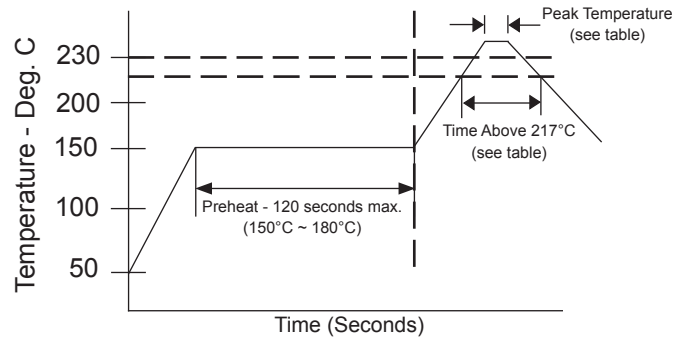 Peak Temperature
(see table)
230
200
Time Above 217°C
(see table)
150
Preheat - 120 seconds max.
(150°C ~ 180°C)
100
50
Temperature - Deg. C
Time (Seconds)